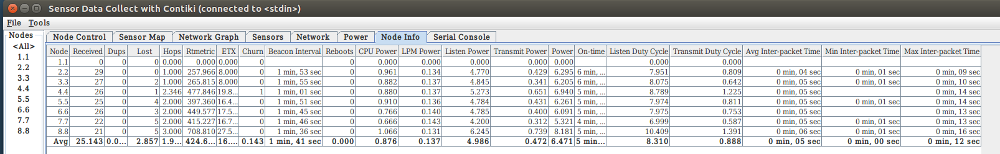 Sensor Data Collect with Contiki (connected to <stdin>)
File Tools
Nodes
<All>
1.1
2.2
3.3
4.4
5.5
6.6
7.7
8.8
Node Control Sensor Map Network Graph Sensors Network Power Node Info Serial Console
Node Received Dups Lost Hops Rtmetric ETX Churn Beacon Interval Reboots CPU Power LPM Power Listen Power Transmit Power Power On-time Listen Duty Cycle Transmit Duty Cycle Avg Inter-packet Time Min Inter-packet Time Max Inter-packet Time
1.1 0 0 0 0.000 0.000 0.000 0 0 0.000 0.000 0.000 0.000 0.000 0.000 0.000
2.2 29 0 0 1.000 257.966 8.000 0 1 min, 53 sec 0 0.961 0.134 4.770 0.429 6.295 6 min, ... 7.951 0.809 0 min, 04 sec 0 min, 01 sec 0 min, 09 sec
3.3 27 0 2 1.000 265.815 8.000 0 1 min, 55 sec 0 0.882 0.137 4.845 0.341 6.205 6 min, ... 8.075 0.642 0 min, 05 sec 0 min, 01 sec 0 min, 10 sec
4.4 26 0 1 2.346 477.846 19.8... 1 1 min, 01 sec 0 0.880 0.137 5.273 0.651 6.940 5 min, ... 8.789 1.225 0 min, 05 sec 0 min, 14 sec
5.5 25 0 4 2.000 397.360 16.4... 0 1 min, 51 sec 0 0.910 0.136 4.784 0.431 6.261 5 min, ... 7.974 0.811 0 min, 05 sec 0 min, 01 sec 0 min, 14 sec
6.6 26 0 3 2.000 449.577 17.5... 0 1 min, 45 sec 0 0.766 0.140 4.785 0.400 6.091 5 min, ... 7.975 0.753 0 min, 05 sec 0 min, 13 sec
7.7 22 0 5 2.000 415.227 16.7... 0 1 min, 46 sec 0 0.666 0.143 4.200 0.312 5.321 4 min, ... 6.999 0.587 0 min, 05 sec 0 min, 01 sec 0 min, 13 sec
8.8 21 0 5 3.000 708.810 27.5... 0 1 min, 36 sec 0 1.066 0.131 6.245 0.739 8.181 5 min, ... 10.409 1.391 0 min, 06 sec 0 min, 01 sec 0 min, 16 sec
Avg 25.143 0.0... 2.857 1.9... 424.6... 16.... 0.143 1 min, 41 sec 0.000 0.876 0.137 4.986 0.472 6.471 5 min... 8.310 0.888 0 min, 05 sec 0 min, 00 sec 0 min, 12 sec